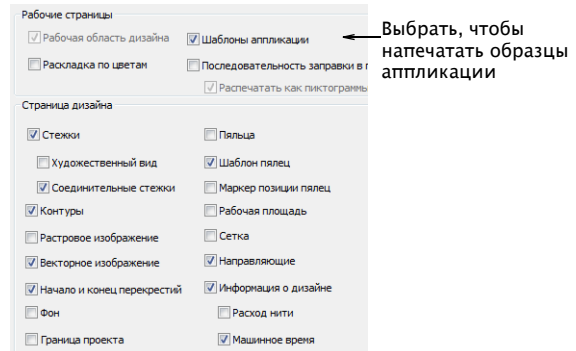 Рабочие страницы
Рабочая область дизайна
Шаблоны аппликации
Раскладка по цветам
Последовательность заправки в
Распечатать как пиктограммы
Выбрать, чтобы
напечатать образцы
аппликации
Страница дизайна
Стежки
Пяльца
Художественный вид
Шаблон пялец
Соединительные стежки
Маркер позиции пялец
Контуры
Рабочая площадь
Растровое изображение
Сетка
Векторное изображение
Направляющие
Начало и конец перекрестий
Информация о дизайне
Фон
Расход нити
Граница проекта
Машинное время